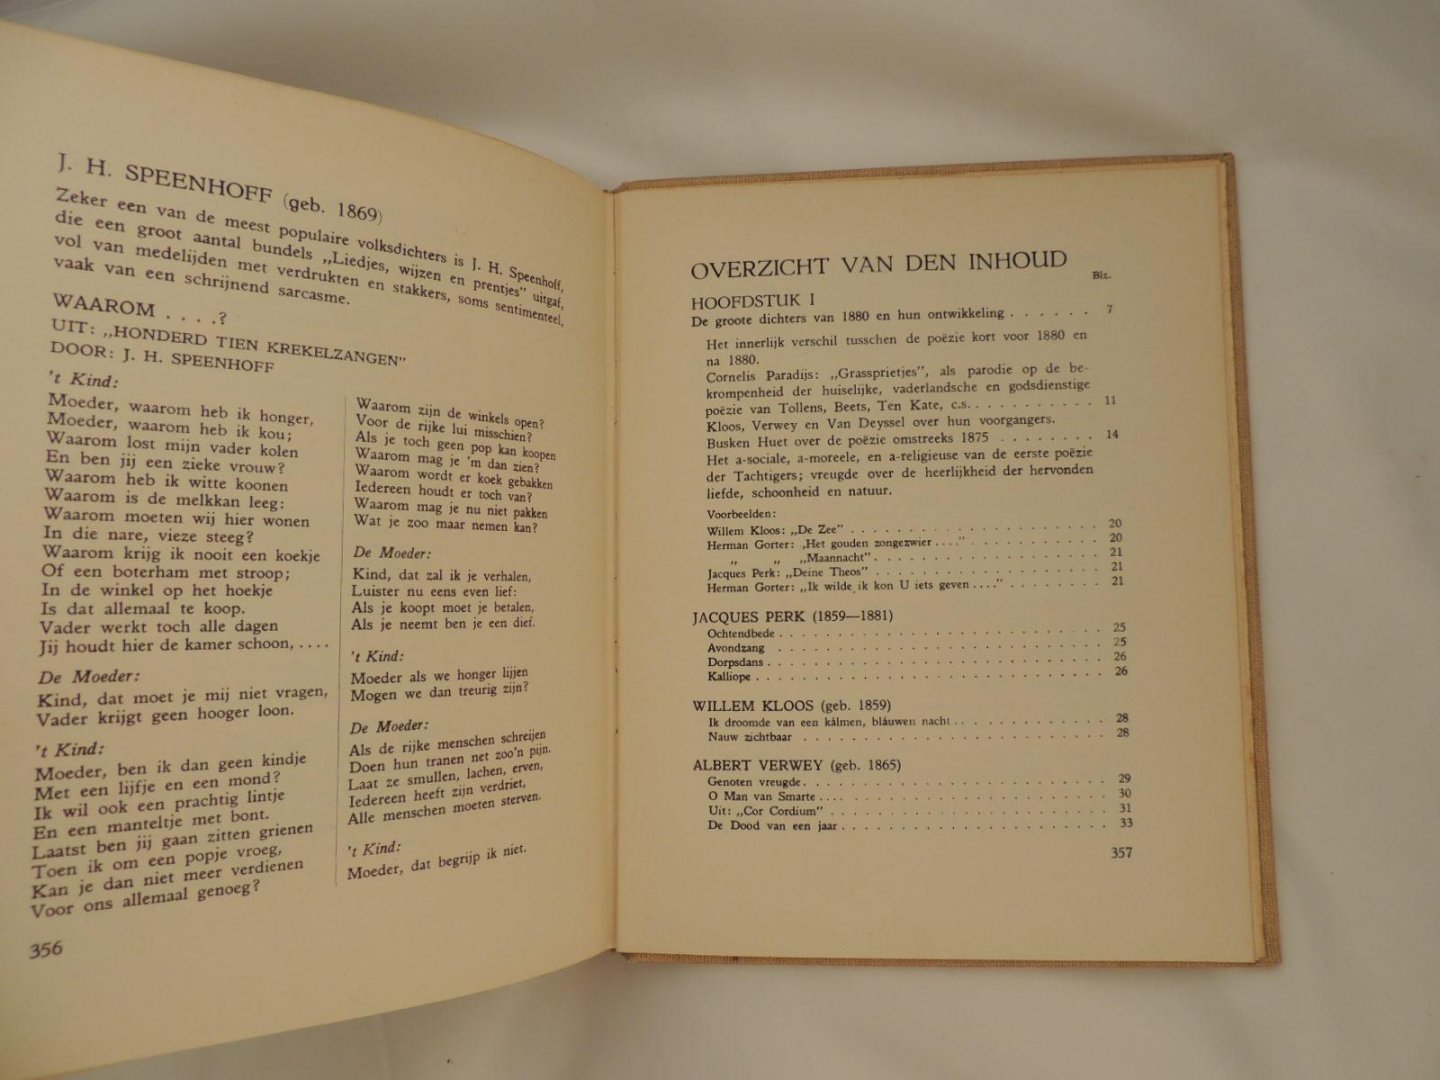 J. H. SPEENHOFF (geb. 1869)
Zeker een van de meest populaire volksdichters is J. H. Speenhoff,
die een groot aantal bundels „Liedjes, wijzen en prentjes" uitgaf,
vol van medelijden met verdrukten en stakkers, soms sentimenteel,
vaak van een schrijnend sarcasme.
WAAROM . . . . ?
UIT: „HONDERD TIEN KREKELZANGEN"
DOOR: J. H. SPEENHOFF
't Kind:
Moeder, waarom heb ik honger,
Moeder, waarom heb ik kou;
Waarom lost mijn vader kolen
En ben jij een zieke vrouw?
Waarom heb ik witte koonen
Waarom is de melkkan leeg:
Waarom moeten wij hier wonen
In die nare, vieze steeg?
Waarom krijg ik nooit een koekje
Of een boterham met stroop;
In de winkel op het hoekje
Is dat allemaal te koop.
Vader werkt toch alle dagen
Jij houdt hier de kamer schoon, . . . .
De Moeder:
Kind, dat moet je mij niet vragen,
Vader krijgt geen hooger loon.
't Kind:
Moeder, ben ik dan geen kindje
Met een lijfje en een mond?
Ik wil ook een prachtig lintje
En een manteltje met bont.
Laatst ben jij gaan zitten grienen
Toen ik om een popje vroeg,
Kan je dan niet meer verdienen
Voor ons allemaal genoeg?
Waarom zijn de winkels open?
Voor de rijke lui misschien?
Als je toch geen pop kan koopen
Waarom mag je 'm dan zien?
Waarom wordt er koek gebakken
Iedereen houdt er toch van?
Waarom mag je nu niet pakken
Wat je zoo maar nemen kan?
De Moeder:
Kind, dat zal ik je verhalen,
Luister nu eens even lief:
Als je koopt moet je betalen,
Als je neemt ben je een dief.
't Kind:
Moeder als we honger lijjen
Mogen we dan treurig zijn?
De Moeder:
Als de rijke menschen schreijen
Doen hun tranen net zoo'n pijn.
Laat ze smullen, lachen, erven,
Iedereen heeft zijn verdriet,
Alle menschen moeten sterven.
't Kind:
Moeder, dat begrijp ik niet.
356
OVERZICHT VAN DEN INHOUD
Blz.
HOOFDSTUK I
De groote dichters van 1880 en hun ontwikkeling . . . . . . 7
Het innerlijk verschil tusschen de poëzie kort voor 1880 en
na 1880.
Cornelis Paradijs: „Grassprietjes", als parodie op de be-
krompenheid der huiselijke, vaderlandsche en godsdienstige
poëzie van Tollens, Beets, Ten Kate, c.s. . . . . . . . . . . 11
Kloos, Verwey en Van Deyssel over hun voorgangers.
Busken Huet over de poëzie omstreeks 1875 . . . . . . . . 14
Het a-sociale, a-moreele, en a-religieuse van de eerste poëzie
der Tachtigers; vreugde over de heerlijkheid der hervonden
liefde, schoonheid en natuur.
Voorbeelden:
Willem Kloos: „De Zee" . . . . . . . . . . . . . . . . . . . . 20
Herman Gorter: „Het gouden zongezwier . . . ." . . . . . . . . . . . 20
„ „ „Maannacht" . . . . . . . . . . . . . . . . . . 21
Jacques Perk: „Deine Theos" . . . . . . . . . . . . . . . . . . 21
Herman Gorter: „Ik wilde ik kon U iets geven . . . ." . . . . . . . . 21
JACQUES PERK (1859—1881)
Ochtendbede . . . . . . . . . . . . . . . . . . . . . . . . 25
Avondzang . . . . . . . . . . . . . . . . . . . . . . . . 25
Dorpsdans . . . . . . . . . . . . . . . . . . . . . . . . . 26
Kalliope . . . . . . . . . . . . . . . . . . . . . . . . . . 26
WILLEM KLOOS (geb. 1859)
Ik droomde van een kálmen, bláuwen nacht . . . . . . . . . . . . 28
Nauw zichtbaar . . . . . . . . . . . . . . . . . . . . . . 28
ALBERT VERWEY (geb. 1865)
Genoten vreugde . . . . . . . . . . . . . . . . . . . . . . 29
O Man van Smarte . . . . . . . . . . . . . . . . . . . . . 30
Uit: „Cor Cordium" . . . . . . . . . . . . . . . . . . . . . 31
De Dood van een jaar . . . . . . . . . . . . . . . . . . . . 33
357